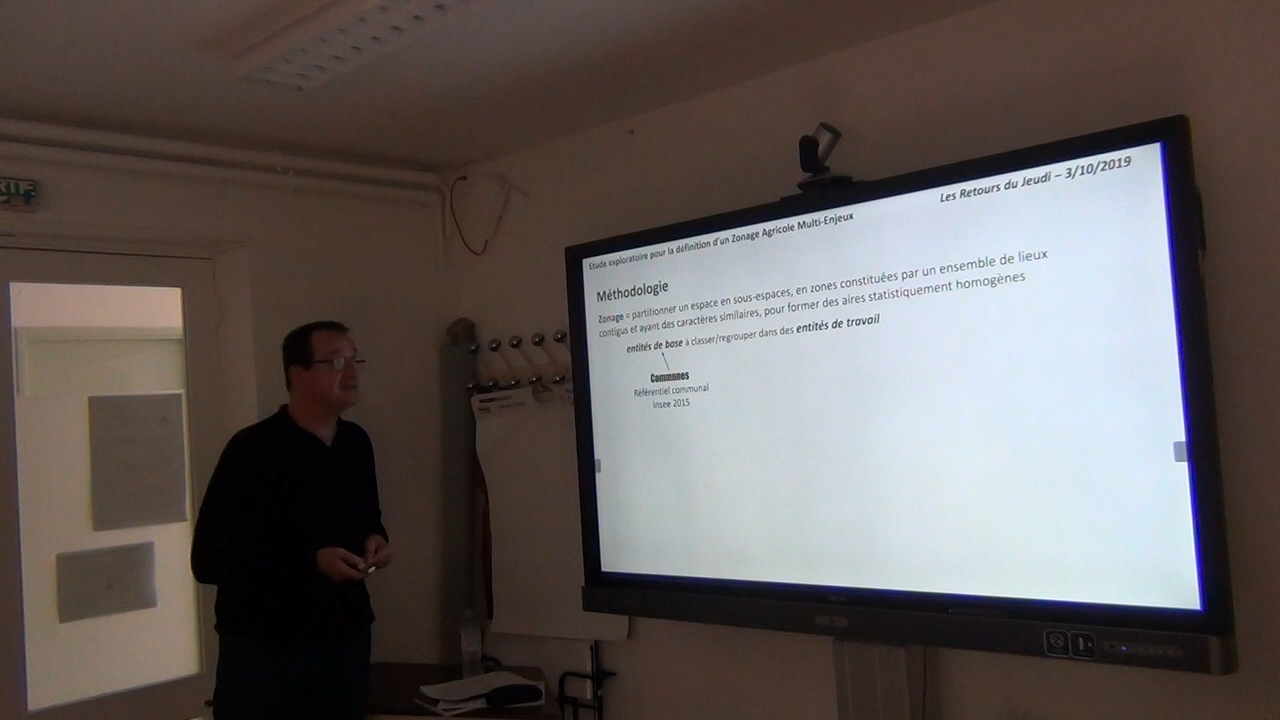 Les Retours du Jeudi – 3/10/2019
Etude exploratoire pour la définition d'un Zonage Agricole Multi-Enjeux
Méthodologie
Zonage = partitionner un espace en sous-espaces, en zones constituées par un ensemble de lieux
contigus et ayant des caractères similaires, pour former des aires statistiquement homogènes
entités de base à classer/regrouper dans des entités de travail
Communes
Référentiel communal
Insee 2015